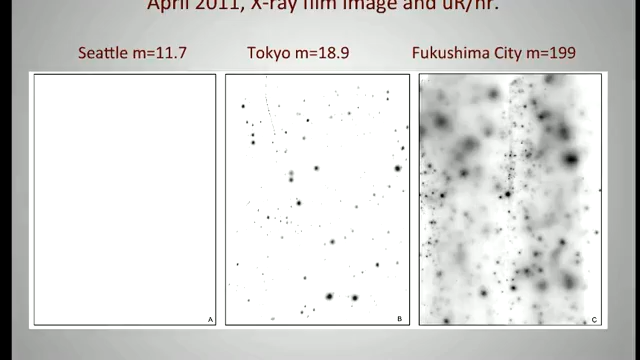 April 2011, X-ray film image and uR/hr.
Seattle m=11.7
Tokyo m=18.9
Fukushima City m=199
A
B
C